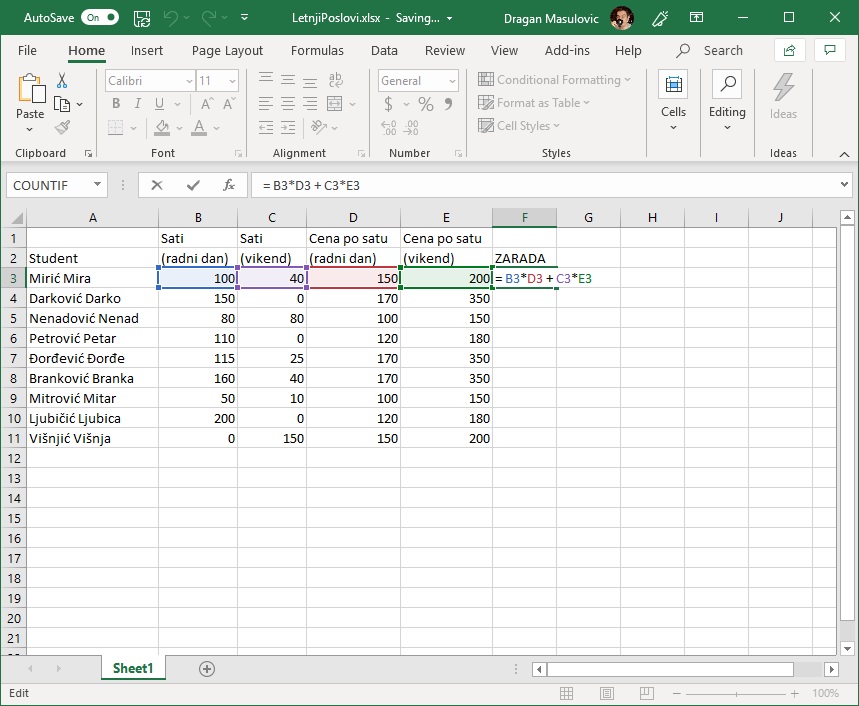 AutoSave On LetnjiPoslovi.xlsx - Saving... Dragan Masulovic
File Home Insert Page Layout Formulas Data Review View Add-ins Help Search
Paste
Clipboard
Calibri 11
B I U A A
A
Font
ab
Alignment
General
$ % 9
Number
Conditional Formatting
Format as Table
Cell Styles
Styles
Cells
Editing
Ideas
Ideas
COUNTIF fx = B3*D3 + C3*E3
A B C D E F G H I J
1 Sati Sati Cena po satu Cena po satu
2 Student (radni dan) (vikend) (radni dan) (vikend) ZARADA
3 Mirić Mira 100 40 150 200 = B3*D3 + C3*E3
4 Darković Darko 150 0 170 350
5 Nenadović Nenad 80 80 100 150
6 Petrović Petar 110 0 120 180
7 Đorđević Đorđe 115 25 170 350
8 Branković Branka 160 40 170 350
9 Mitrović Mitar 50 10 100 150
10 Ljubičić Ljubica 200 0 120 180
11 Višnjić Višnja 0 150 150 200
12
13
14
15
16
17
18
19
20
21
Sheet1
Edit 100%